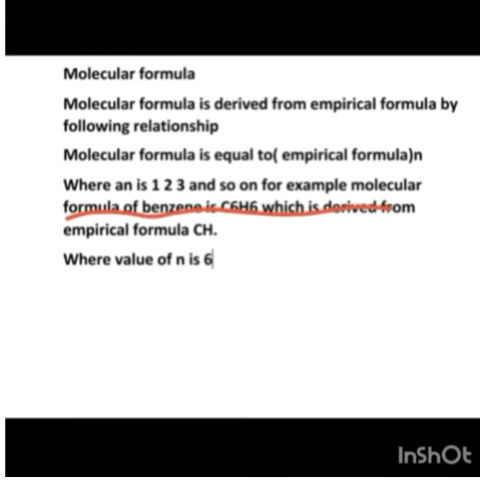 Molecular formula
Molecular formula is derived from empirical formula by
following relationship
Molecular formula is equal to( empirical formula)n
Where an is 1 2 3 and so on for example molecular
formula of benzene is C6H6 which is derived from
empirical formula CH.
Where value of n is 6
InShOt